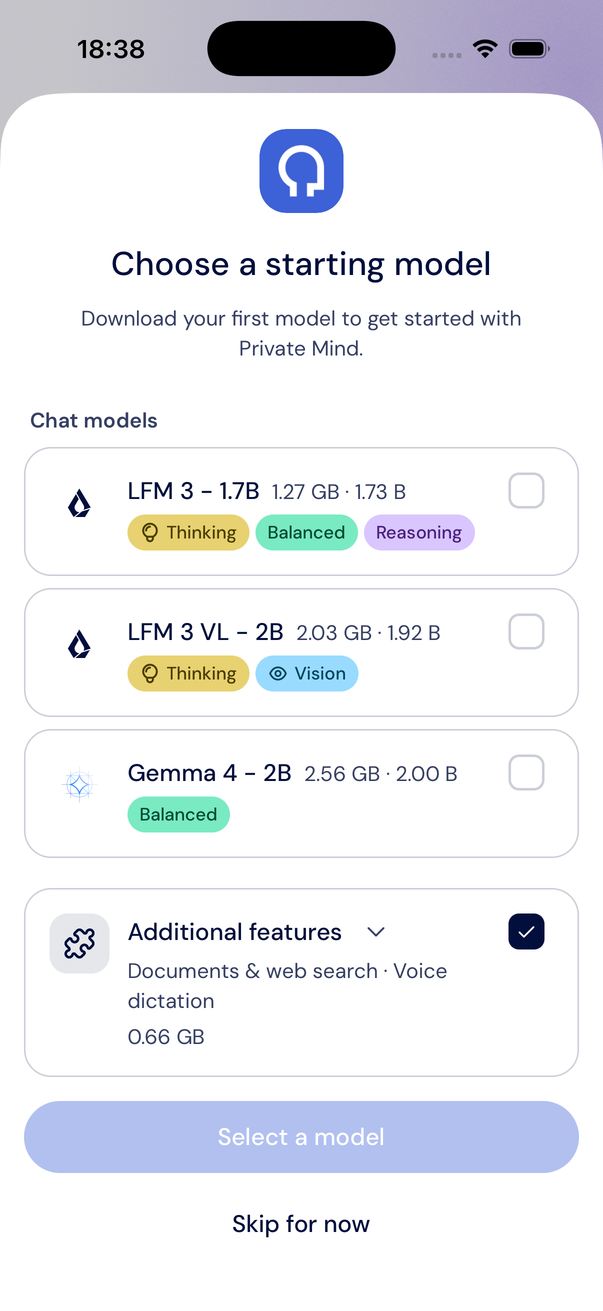 18:38
Choose a starting model
Download your first model to get started with
Private Mind.
Chat models
LFM 3 - 1.7B 1.27 GB · 1.73 B
Thinking Balanced Reasoning
LFM 3 VL - 2B 2.03 GB · 1.92 B
Thinking Vision
Gemma 4 - 2B 2.56 GB · 2.00 B
Balanced
Additional features
Documents & web search · Voice
dictation
0.66 GB
Select a model
Skip for now